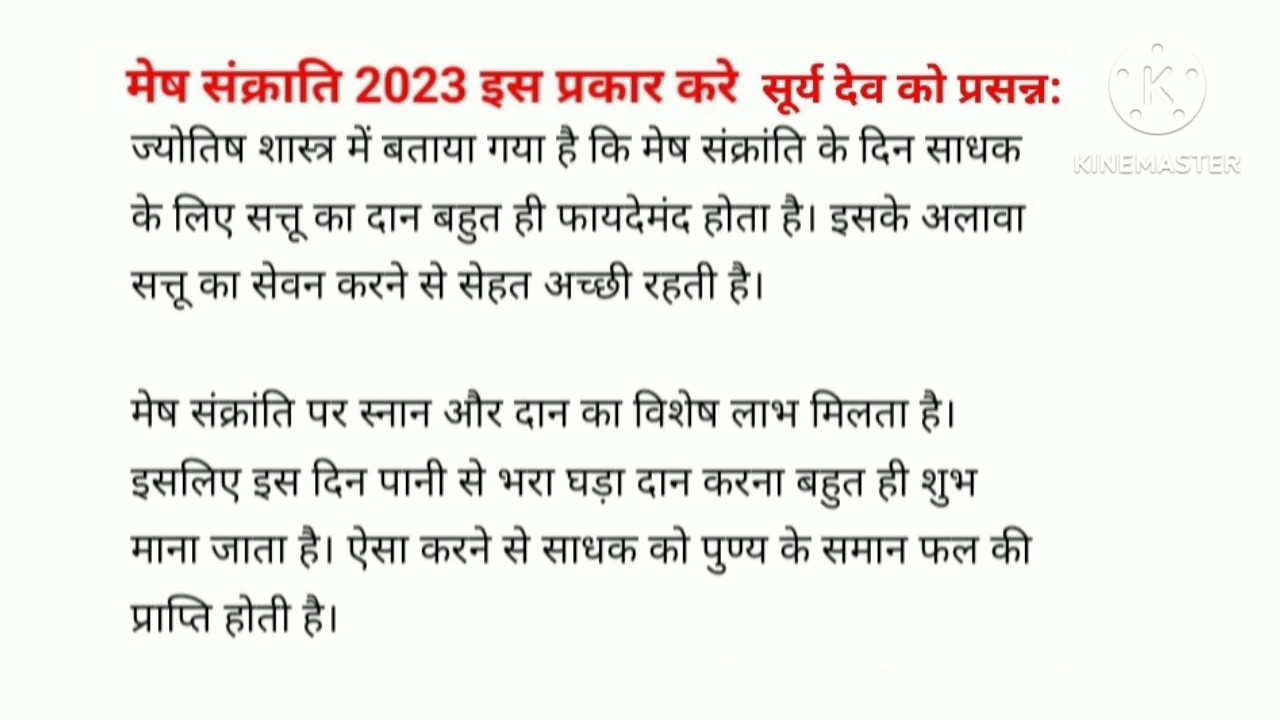 मेष संक्राति 2023 इस प्रकार करे सूर्य देव को प्रसन्न:
ज्योतिष शास्त्र में बताया गया है कि मेष संक्रांति के दिन साधक
के लिए सत्तू का दान बहुत ही फायदेमंद होता है। इसके अलावा
सत्तू का सेवन करने से सेहत अच्छी रहती है।
मेष संक्रांति पर स्नान और दान का विशेष लाभ मिलता है।
इसलिए इस दिन पानी से भरा घड़ा दान करना बहुत ही शुभ
माना जाता है। ऐसा करने से साधक को पुण्य के समान फल की
प्राप्ति होती है।
K
KINEMASTER